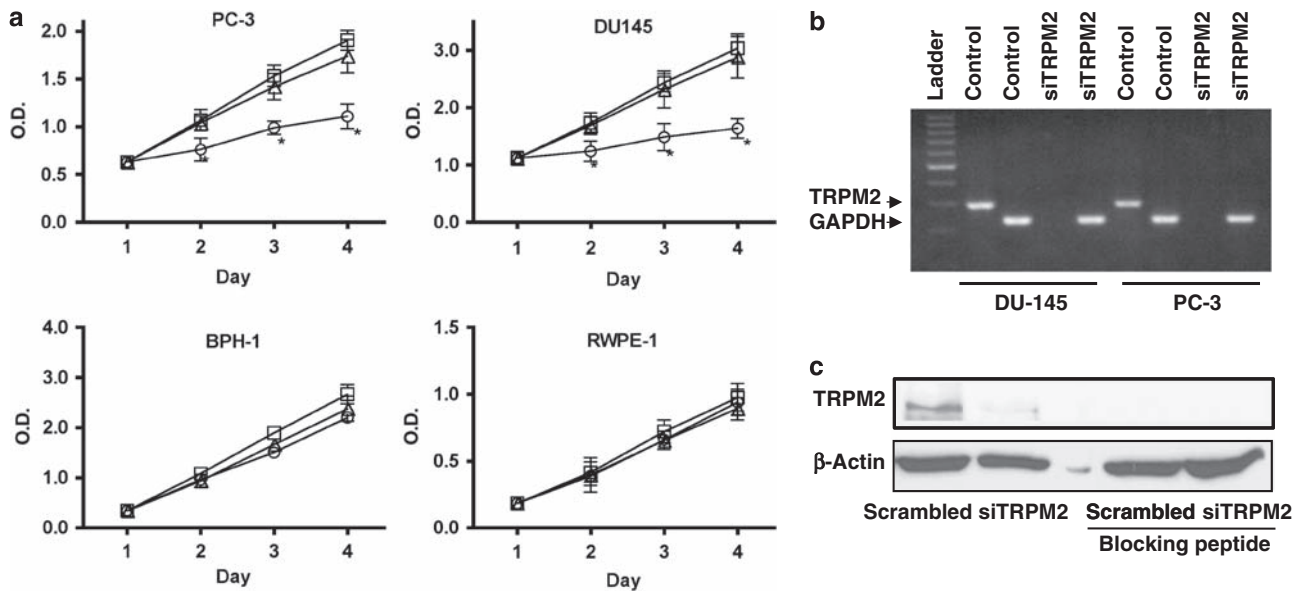 a
PC-3
O.D.
2.0
1.5
1.0
0.5
0.0
*
*
*
1 2 3 4
Day
DU145
O.D.
3.0
2.0
1.0
0.0
*
*
*
1 2 3 4
Day
BPH-1
O.D.
4.0
3.0
2.0
1.0
0.0
1 2 3 4
Day
RWPE-1
O.D.
1.5
1.0
0.5
0.0
1 2 3 4
Day
b
Ladder
Control
Control
siTRPM2
siTRPM2
Control
Control
siTRPM2
siTRPM2
TRPM2
GAPDH
DU-145 PC-3
c
TRPM2
β-Actin
Scrambled siTRPM2 Scrambled siTRPM2
Blocking peptide